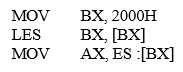 MOV BX, 2000H
LES BX, [BX]
MOV AX, ES :[BX]